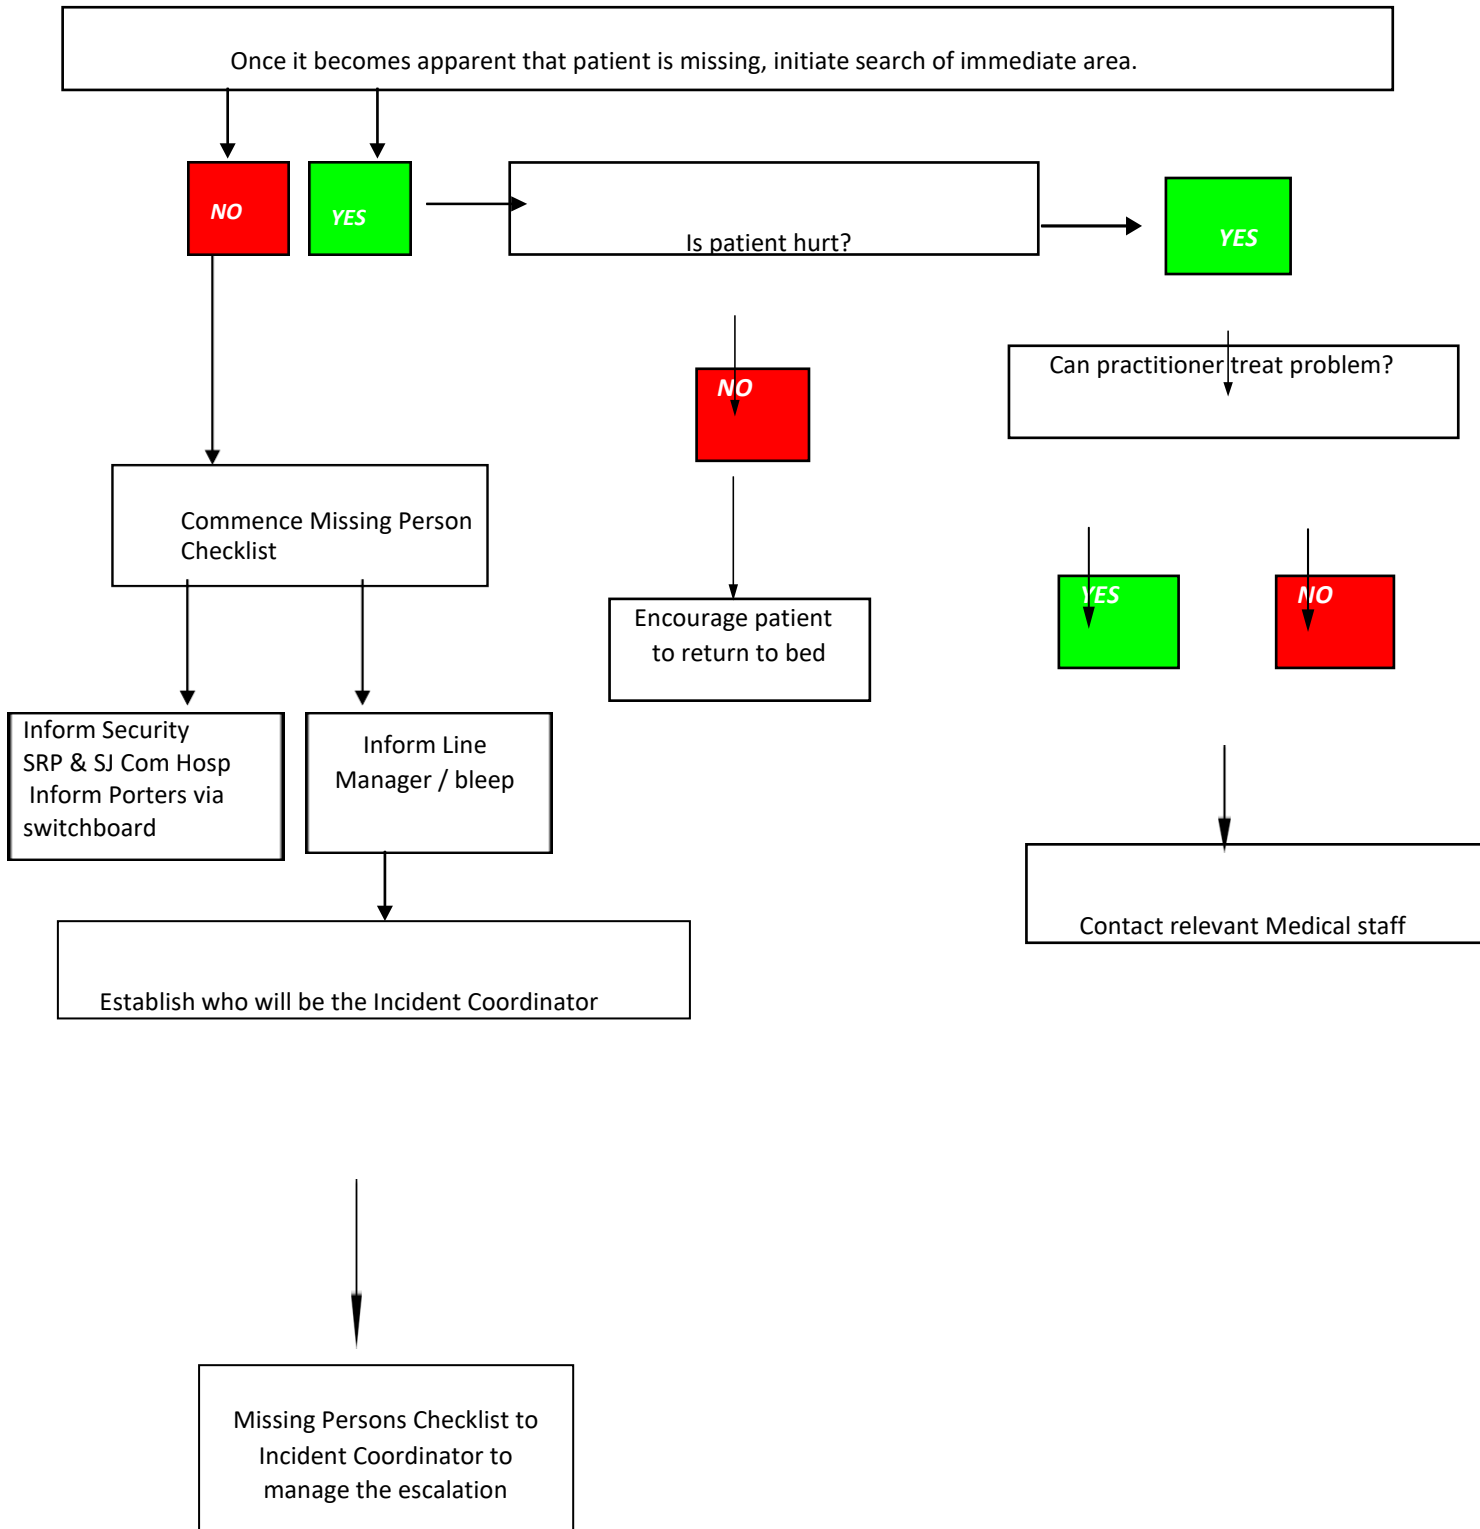 Once it becomes apparent that patient is missing, initiate search of immediate area.
NO
YES
Is patient hurt?
YES
Can practitioner treat problem?
NO
Commence Missing Person
Checklist
Encourage patient
to return to bed
YES
NO
Inform Security
SRP & SJ Com Hosp
Inform Porters via
switchboard
Inform Line
Manager / bleep
Contact relevant Medical staff
Establish who will be the Incident Coordinator
Missing Persons Checklist to
Incident Coordinator to
manage the escalation